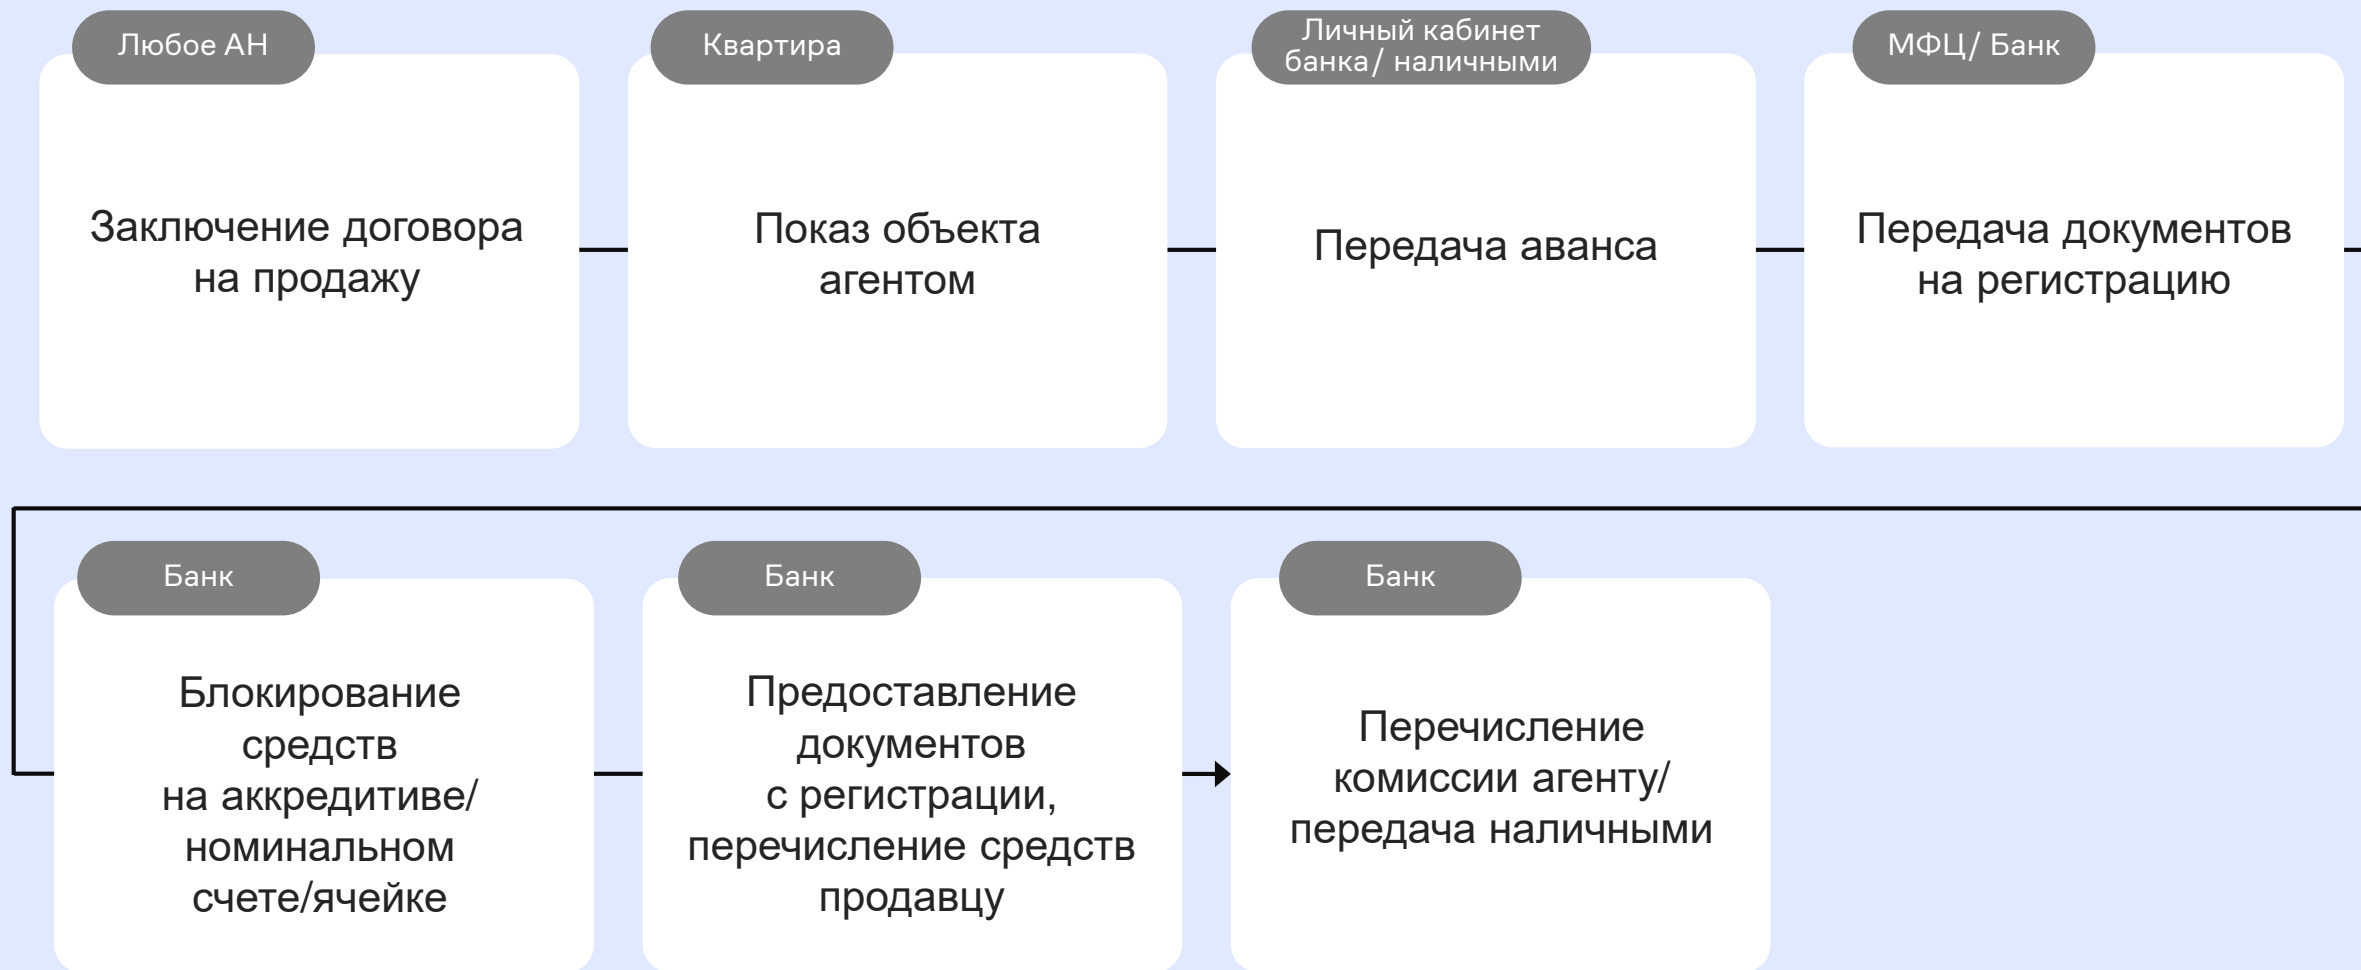 Любое АН
Заключение договора
на продажу
Квартира
Показ объекта
агентом
Личный кабинет
банка/ наличными
Передача аванса
МФЦ/ Банк
Передача документов
на регистрацию
Банк
Блокирование
средств
на аккредитиве/
номинальном
счете/ячейке
Банк
Предоставление
документов
с регистрации,
перечисление средств
продавцу
Банк
Перечисление
комиссии агенту/
передача наличными